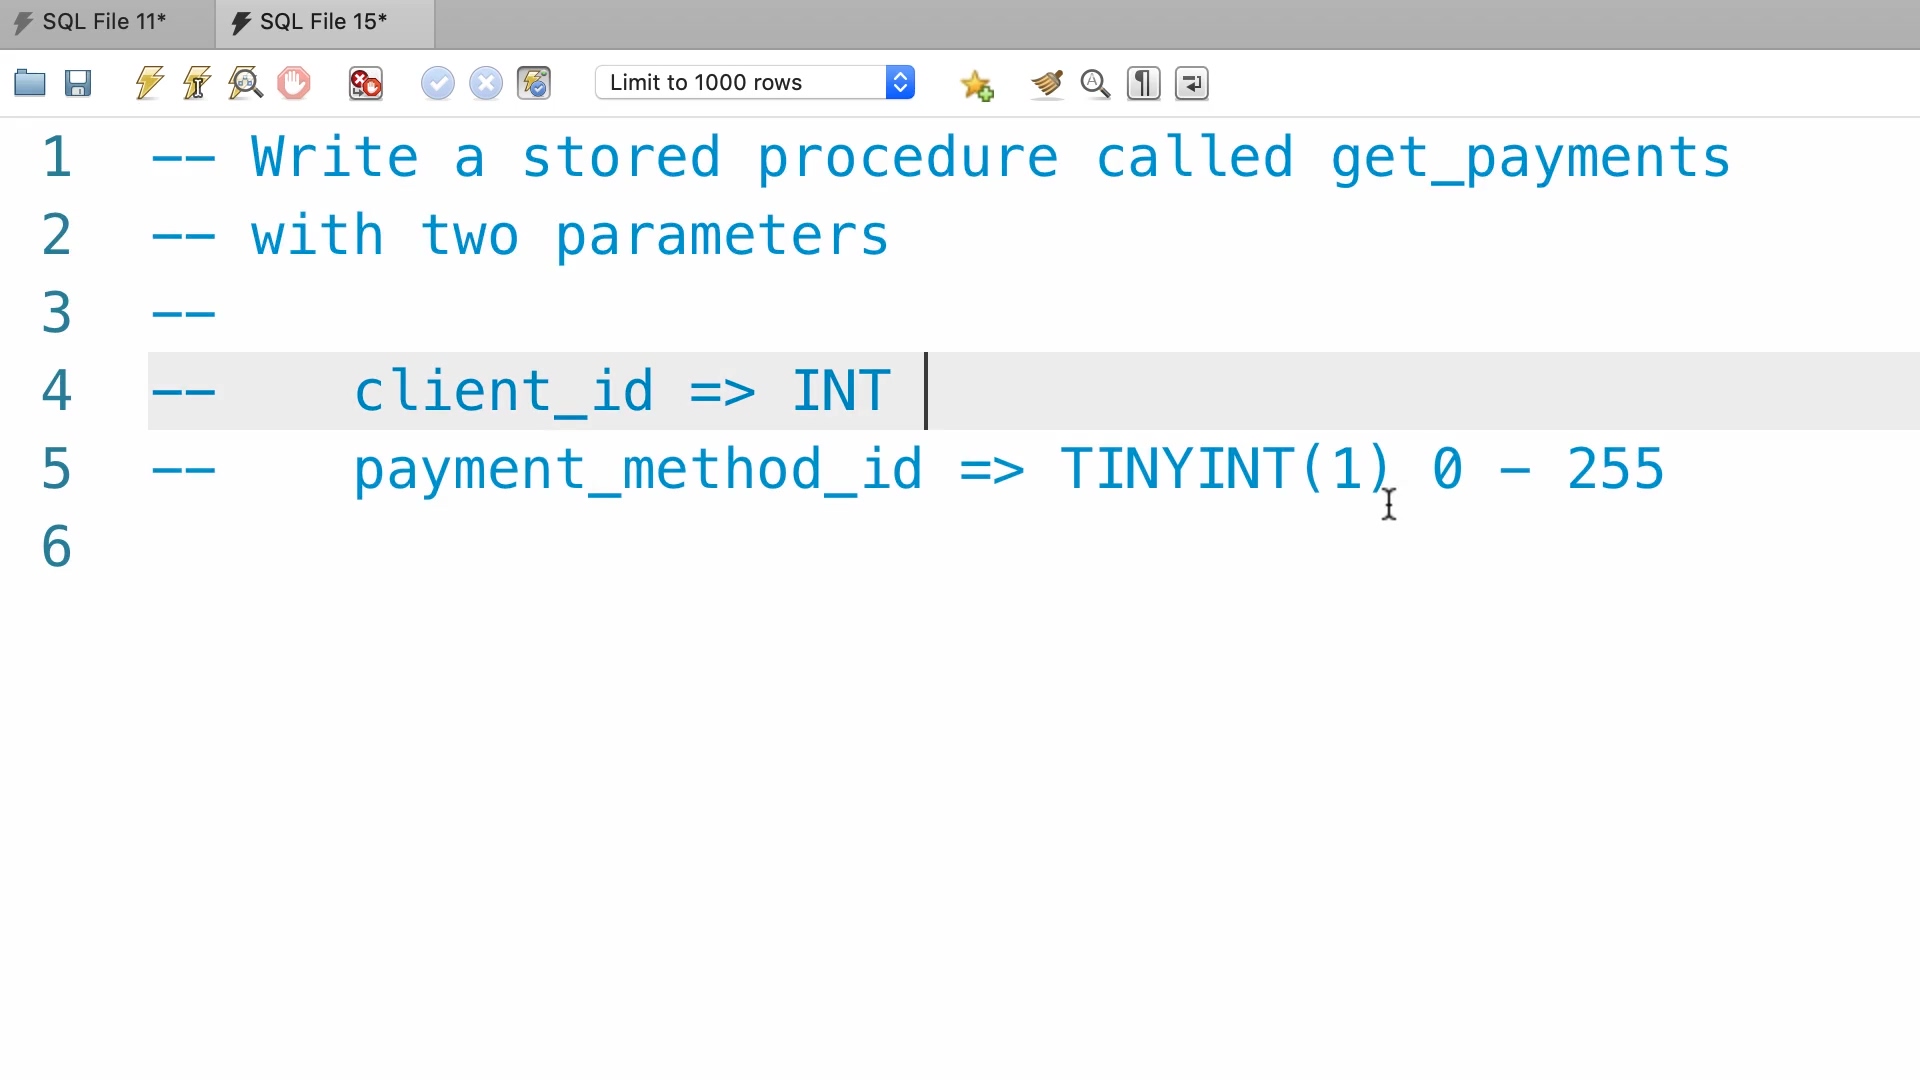 SQL File 11* SQL File 15*
Limit to 1000 rows
1 -- Write a stored procedure called get_payments
2 -- with two parameters
3 --
4 -- client_id => INT
5 -- payment_method_id => TINYINT(1) 0 - 255
6